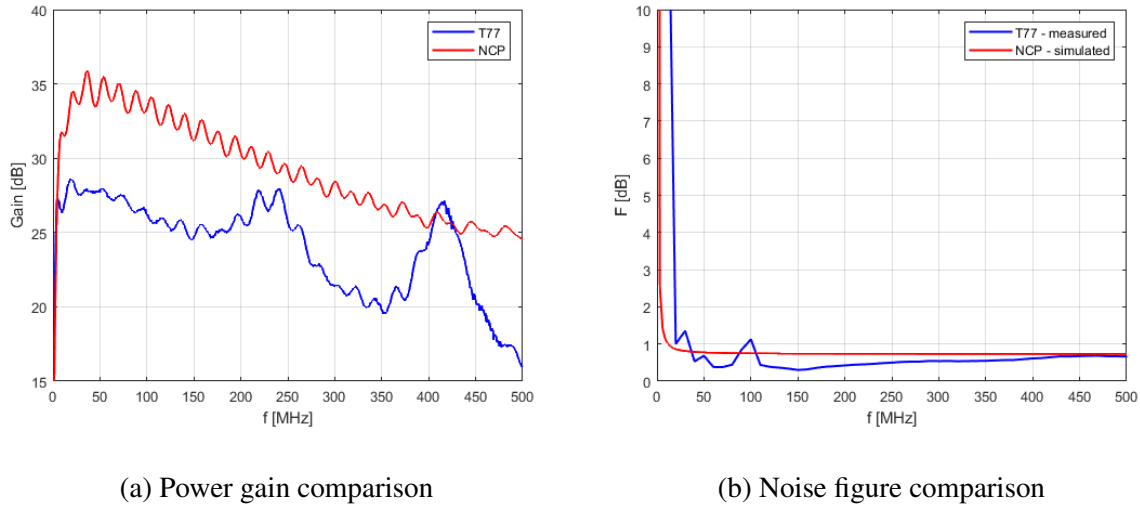 40
35
30
25
20
15
Gain [dB]
0 50 100 150 200 250 300 350 400 450 500
f [MHz]
T77
NCP
(a) Power gain comparison
10
9
8
7
6
5
4
3
2
1
0
F [dB]
0 50 100 150 200 250 300 350 400 450 500
f [MHz]
T77 - measured
NCP - simulated
(b) Noise figure comparison